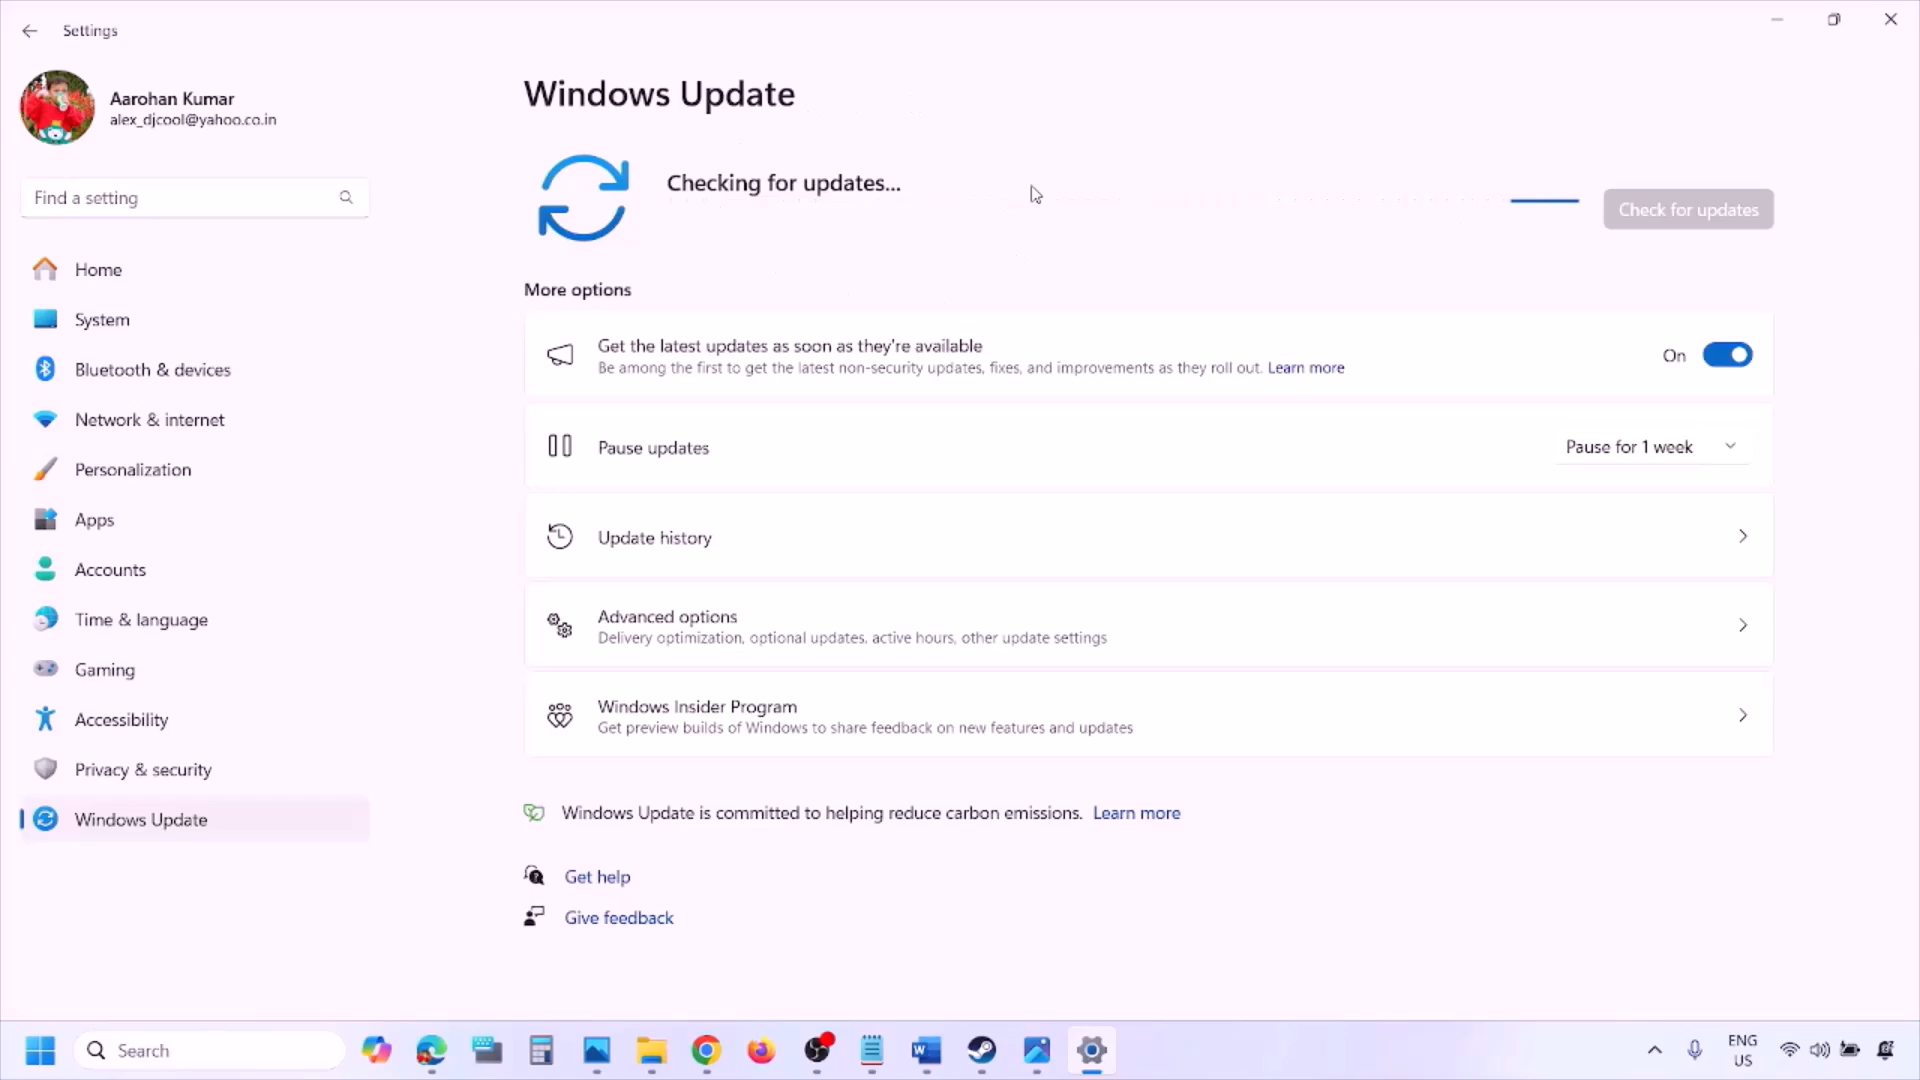 Settings
Aarohan Kumar
alex_djcool@yahoo.co.in
Find a setting
Home
System
Bluetooth & devices
Network & internet
Personalization
Apps
Accounts
Time & language
Gaming
Accessibility
Privacy & security
Windows Update
Windows Update
Checking for updates...
Check for updates
More options
Get the latest updates as soon as they're available
Be among the first to get the latest non-security updates, fixes, and improvements as they roll out. Learn more
On
Pause updates
Pause for 1 week
Update history
Advanced options
Delivery optimization, optional updates, active hours, other update settings
Windows Insider Program
Get preview builds of Windows to share feedback on new features and updates
Windows Update is committed to helping reduce carbon emissions. Learn more
Get help
Give feedback
Search
ENG
US